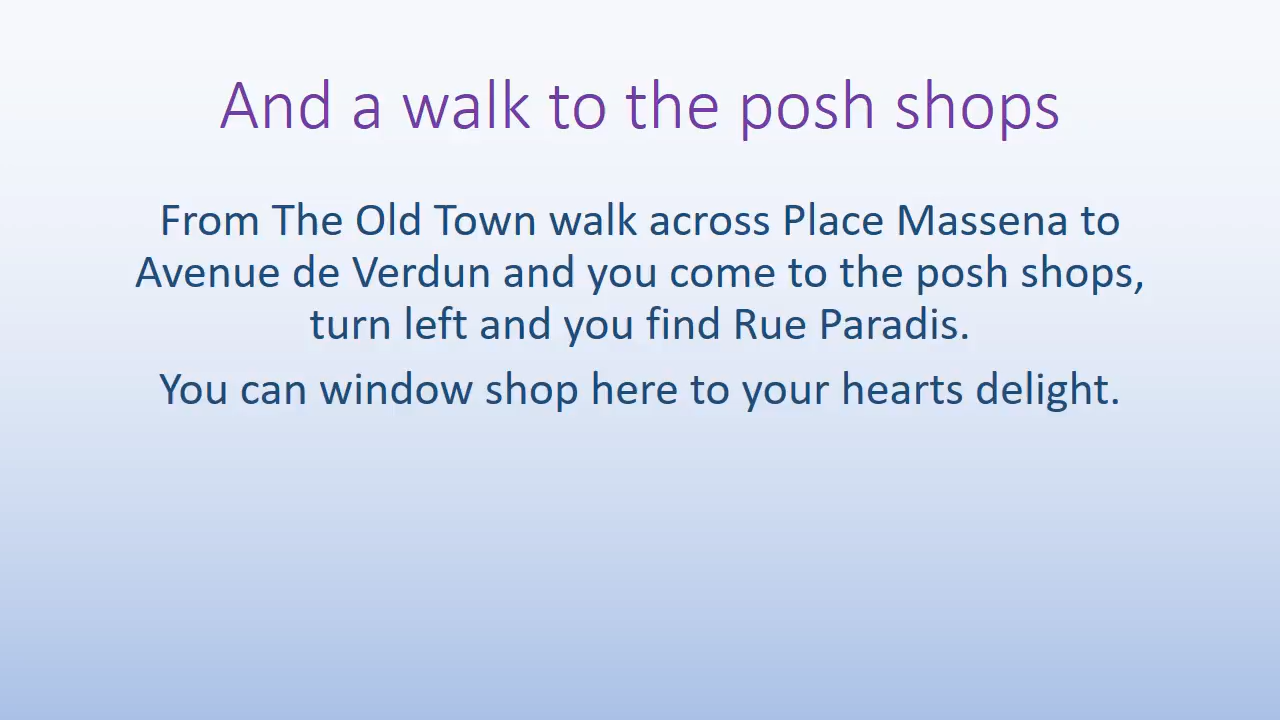 And a walk to the posh shops
From The Old Town walk across Place Massena to
Avenue de Verdun and you come to the posh shops,
turn left and you find Rue Paradis.
You can window shop here to your hearts delight.